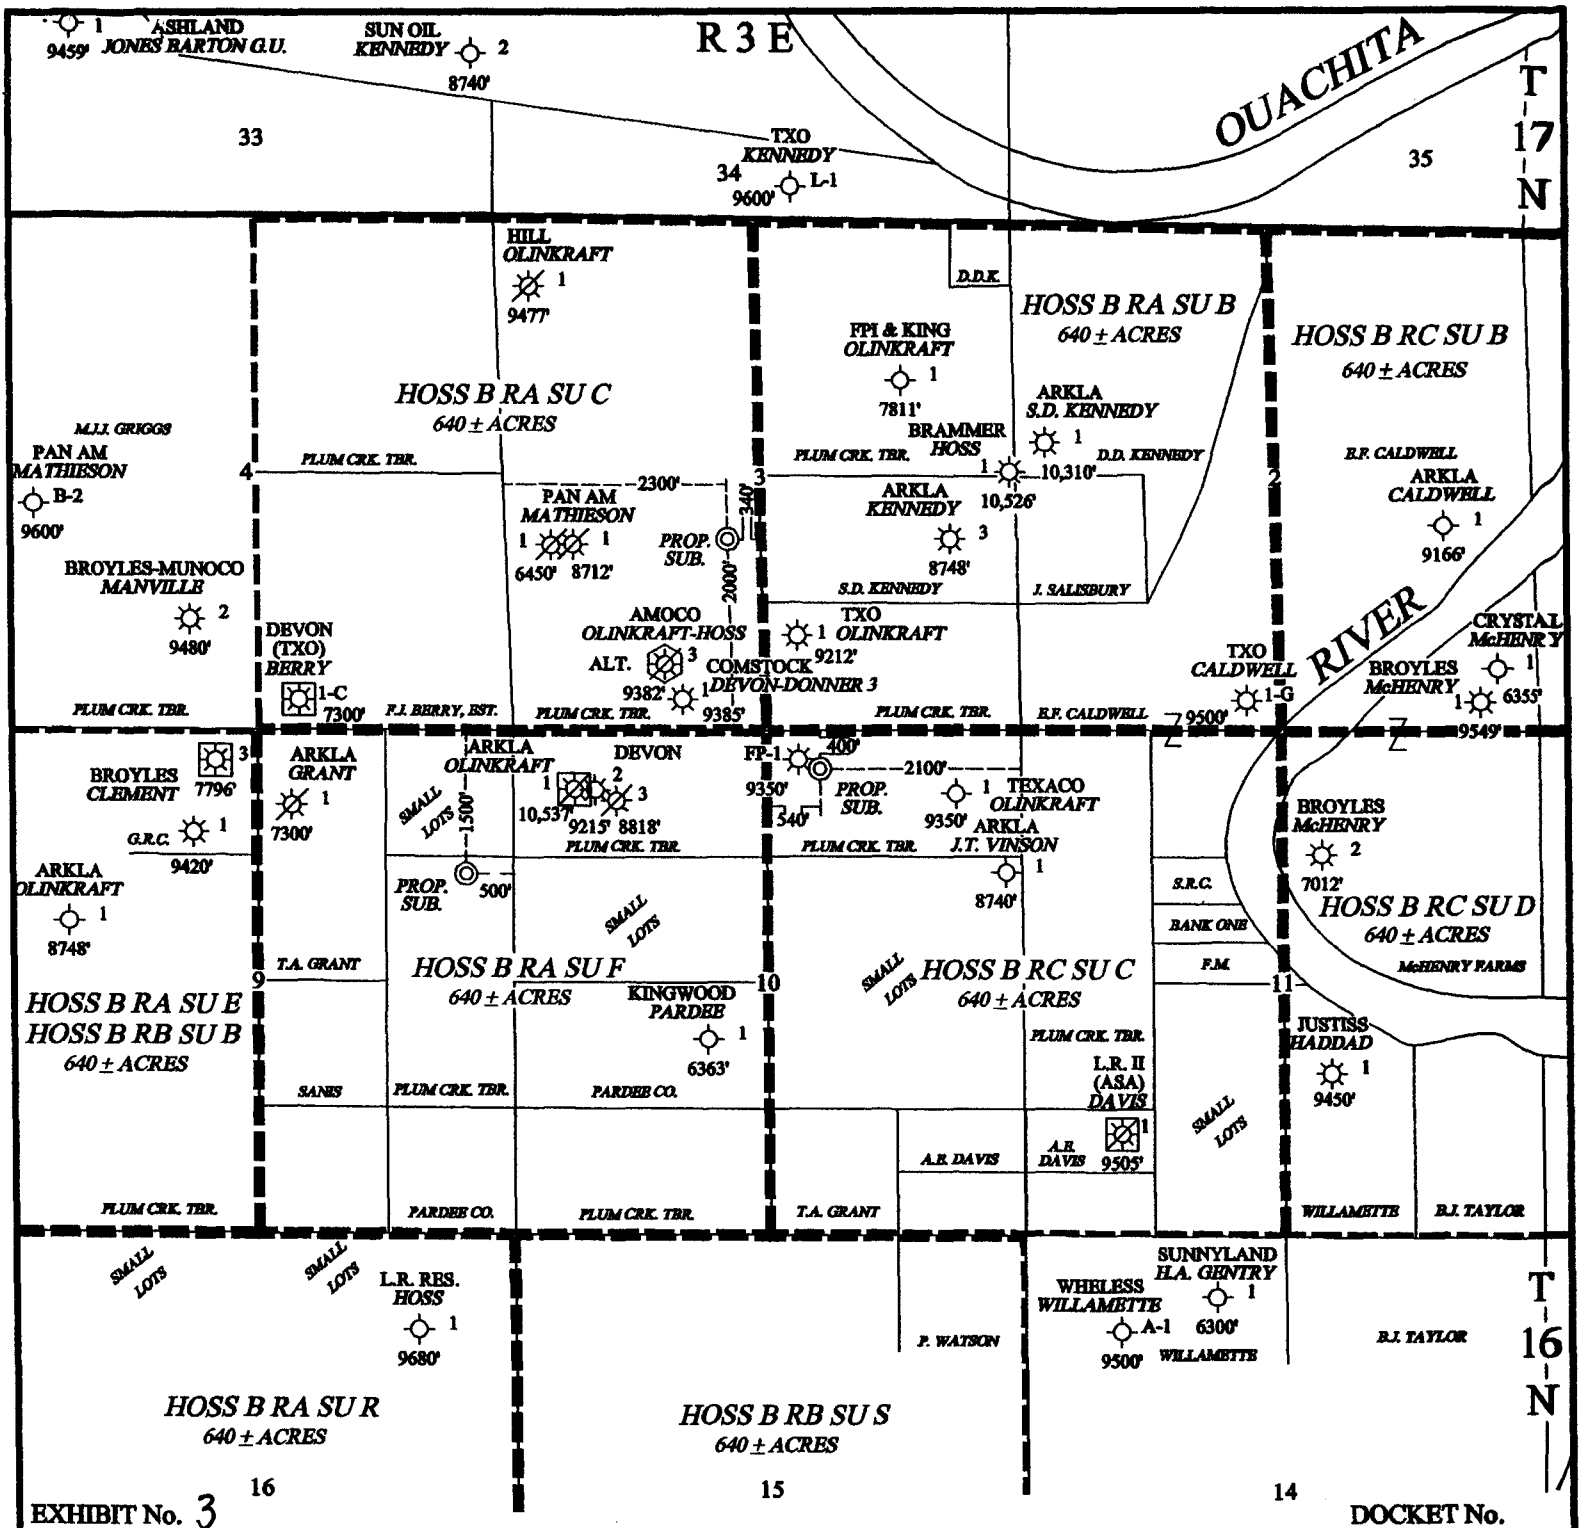 1
ASHLAND
9459' JONES BARTON G.U.
SUN OIL
KENNEDY 2
8740'
R 3 E
OUACHITA
T
17
N
33
TXO
KENNEDY
34
L-1
9600'
35
HILL
OLINKRAFT
1
9477'
D.D.K.
HOSS B RA SU B
640 ± ACRES
FPI & KING
OLINKRAFT
1
7811'
HOSS B RC SU B
640 ± ACRES
HOSS B RA SU C
640 ± ACRES
ARKLA
S.D. KENNEDY
1
10,310'
BRAMMER
HOSS
1
10,526'
M.J.J. GRIGGS
PAN AM
MATHIESON
B-2
9600'
4
PLUM CRK. TBR.
3
PLUM CRK. TBR.
D.D. KENNEDY
2
E.F. CALDWELL
ARKLA
CALDWELL
1
9166'
2300'
340'
PAN AM
MATHIESON
1 1
6450' 8712'
PROP.
SUB.
2000'
ARKLA
KENNEDY
3
8748'
BROYLES-MUNOCO
MANVILLE
2
9480'
S.D. KENNEDY
J. SALISBURY
DEVON
(TXO)
BERRY
1-C
7300'
AMOCO
OLINKRAFT-HOSS
ALT. 3
9382'
COMSTOCK
1 DEVON-DONNER 3
9385'
TXO
1 OLINKRAFT
9212'
TXO
CALDWELL
1-G
9500'
RIVER
CRYSTAL
McHENRY
1
6355'
BROYLES
McHENRY
1
9549'
PLUM CRK. TBR.
F.J. BERRY, EST.
PLUM CRK. TBR.
PLUM CRK. TBR.
E.F. CALDWELL
3
BROYLES
CLEMENT 7796'
ARKLA
GRANT
1
7300'
ARKLA
OLINKRAFT
1
10,537'
DEVON
2
3
9215' 8818'
SMALL
LOTS
1500'
FP-1
9350'
400'
2100'
PROP.
SUB.
540'
1
9350'
TEXACO
OLINKRAFT
BROYLES
McHENRY
2
7012'
G.R.C. 1
9420'
PLUM CRK. TBR.
PLUM CRK. TBR.
ARKLA
J.T. VINSON
1
8740'
ARKLA
OLINKRAFT
1
8748'
PROP.
SUB.
500'
SMALL
LOTS
S.R.C.
BANK ONE
F.M.
HOSS B RC SU D
640 ± ACRES
McHENRY FARMS
9
T.A. GRANT
HOSS B RA SU F
640 ± ACRES
10
SMALL
LOTS
HOSS B RC SU C
640 ± ACRES
11
HOSS B RA SU E
HOSS B RB SU B
640 ± ACRES
KINGWOOD
PARDEE
1
6363'
PLUM CRK. TBR.
JUSTISS
HADDAD
1
9450'
SANIS
PLUM CRK. TBR.
PARDEE CO.
L.R. II
(ASA)
DAVIS
1
9505'
SMALL
LOTS
A.E. DAVIS
A.E.
DAVIS
PLUM CRK. TBR.
PARDEE CO.
PLUM CRK. TBR.
T.A. GRANT
WILLAMETTE
B.J. TAYLOR
SMALL
LOTS
SMALL
LOTS
L.R. RES.
HOSS
1
9680'
SUNNYLAND
H.A. GENTRY
1
6300'
WHELESS
WILLAMETTE
A-1
9500'
WILLAMETTE
P. WATSON
B.J. TAYLOR
T
16
N
HOSS B RA SU R
640 ± ACRES
HOSS B RB SU S
640 ± ACRES
16
15
14
EXHIBIT No. 3
DOCKET No.